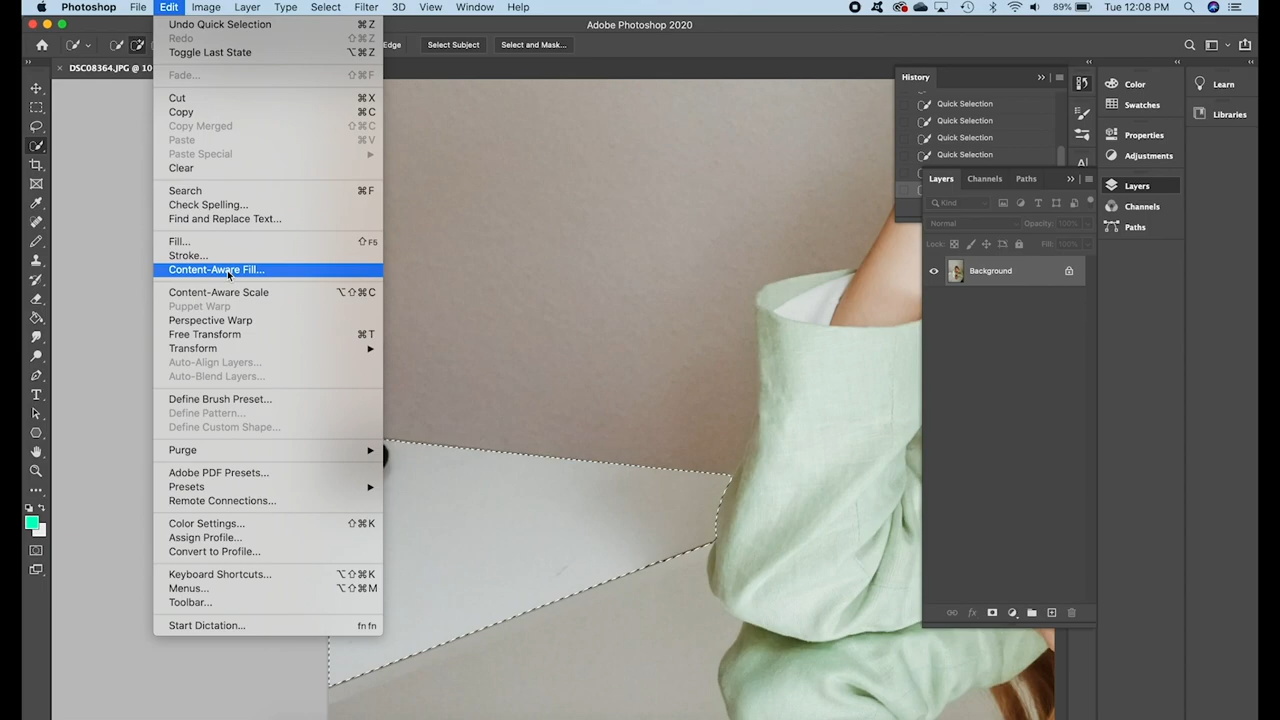 Photoshop File Edit Image Layer Type Select Filter 3D View Window Help 89% Tue 12:08 PM
Adobe Photoshop 2020
Edge Select Subject Select and Mask...
DSC08364.JPG @ 10
Undo Quick Selection ⌘Z
Redo ⇧⌘Z
Toggle Last State ⌥⌘Z
Fade... ⇧⌘F
Cut ⌘X
Copy ⌘C
Copy Merged ⇧⌘C
Paste ⌘V
Paste Special
Clear
Search ⌘F
Check Spelling...
Find and Replace Text...
Fill... ⇧F5
Stroke...
Content-Aware Fill...
Content-Aware Scale ⌥⇧⌘C
Puppet Warp
Perspective Warp
Free Transform ⌘T
Transform
Auto-Align Layers...
Auto-Blend Layers...
Define Brush Preset...
Define Pattern...
Define Custom Shape...
Purge
Adobe PDF Presets...
Presets
Remote Connections...
Color Settings... ⇧⌘K
Assign Profile...
Convert to Profile...
Keyboard Shortcuts... ⌥⇧⌘K
Menus... ⌥⇧⌘M
Toolbar...
Start Dictation... fn fn
History
Quick Selection
Quick Selection
Quick Selection
Quick Selection
Layers Channels Paths
Kind
Normal Opacity: 100%
Lock: Fill: 100%
Background
Color
Swatches
Properties
Adjustments
Layers
Channels
Paths
Learn
Libraries